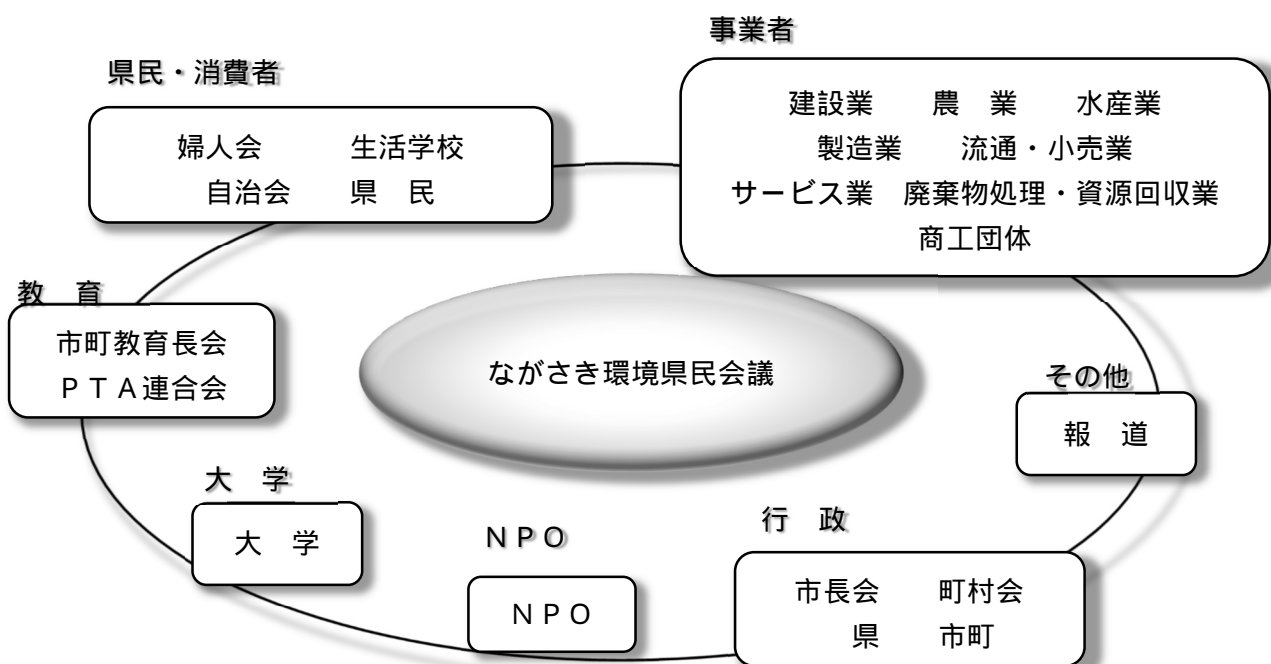 事業者
建設業　農　業　水産業
製造業　流通・小売業
サービス業　廃棄物処理・資源回収業
商工団体
県民・消費者
婦人会　生活学校
自治会　県　民
教　育
市町教育長会
ＰＴＡ連合会
ながさき環境県民会議
その他
報　道
大　学
大　学
ＮＰＯ
ＮＰＯ
行　政
市長会　町村会
県　市町